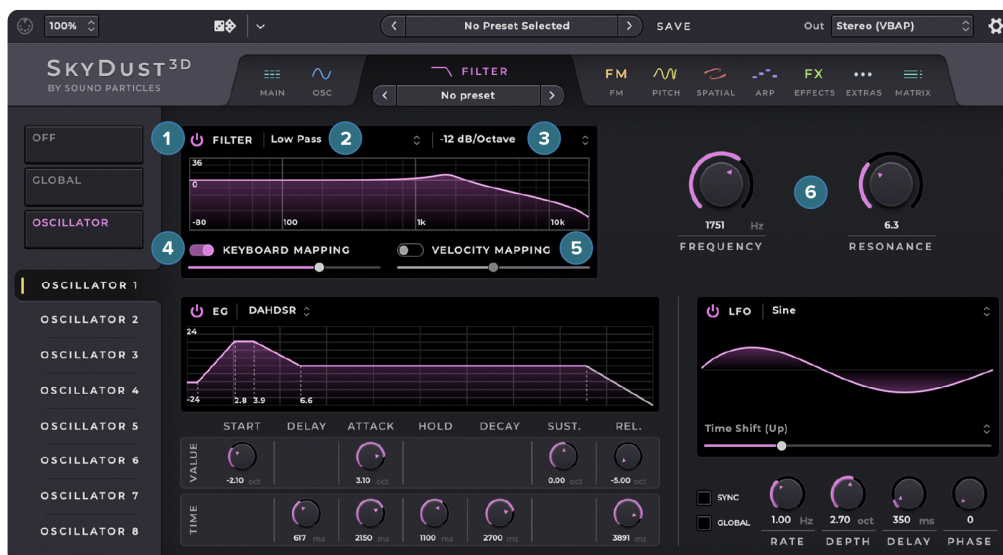 100%
No Preset Selected
SAVE
Out Stereo (VBAP)
SKYDUST 3D
BY SOUND PARTICLES
MAIN
OSC
FILTER
No preset
FM
FM
PITCH
SPATIAL
ARP
FX
EFFECTS
EXTRAS
MATRIX
OFF
GLOBAL
OSCILLATOR
OSCILLATOR 1
OSCILLATOR 2
OSCILLATOR 3
OSCILLATOR 4
OSCILLATOR 5
OSCILLATOR 6
OSCILLATOR 7
OSCILLATOR 8
1 FILTER Low Pass 2 -12 dB/Octave 3
36
0
-80 100 1k 10k
4 KEYBOARD MAPPING VELOCITY MAPPING 5
6
1751 Hz
FREQUENCY
6.3
RESONANCE
EG DAHDSR
24
-24 2.8 3.9 6.6
START DELAY ATTACK HOLD DECAY SUST. REL.
VALUE
-2.10 oct 3.10 oct 0.00 oct -5.00 oct
TIME
617 ms 2150 ms 1100 ms 2700 ms 3891 ms
LFO Sine
Time Shift (Up)
SYNC
GLOBAL
1.00 Hz 2.70 oct 350 ms 0
RATE DEPTH DELAY PHASE